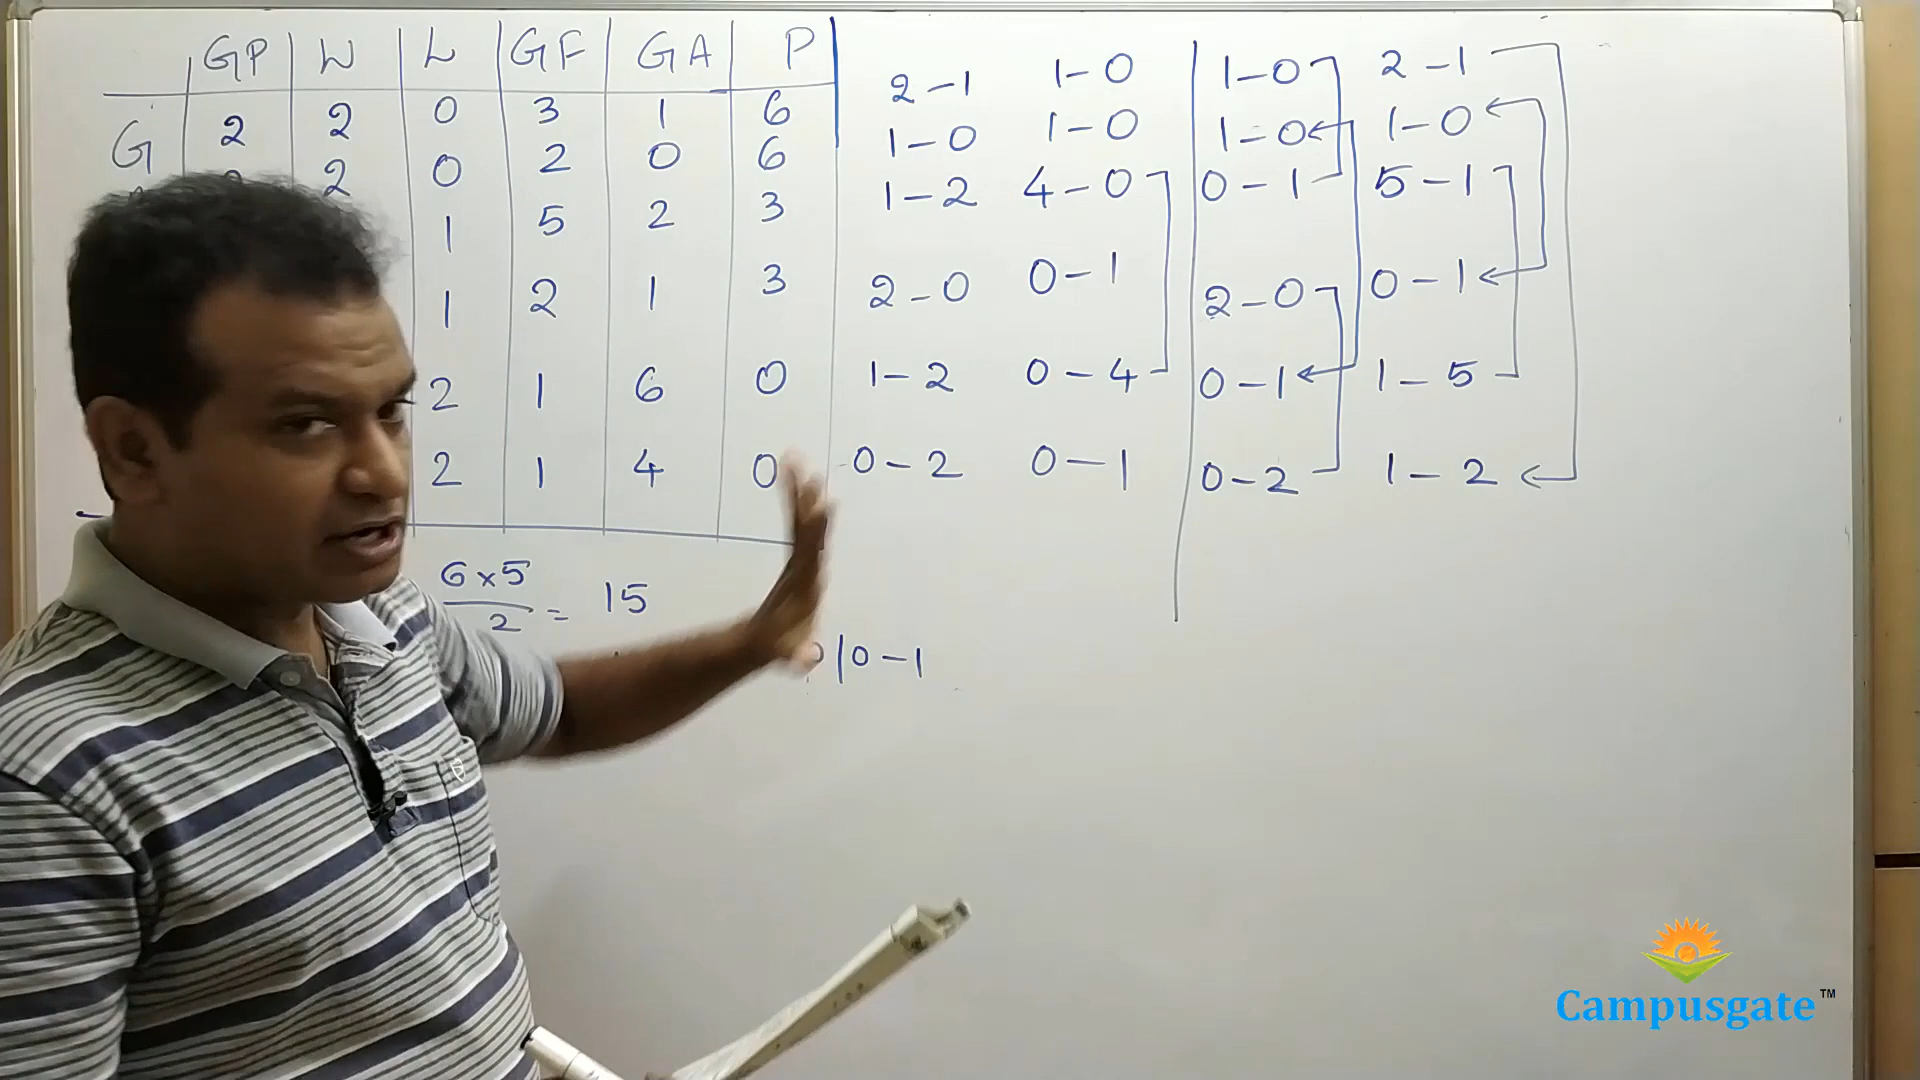 GP W L GF GA P
G 2 2 0 3 1 6 2-1 1-0 1-0 2-1
2 0 2 0 6 1-0 1-0 1-0 1-0
1 5 2 3 1-2 4-0 0-1 5-1
1 2 1 3 2-0 0-1 2-0 0-1
2 1 6 0 1-2 0-4 0-1 1-5
2 1 4 0 0-2 0-1 0-2 1-2
6x5/2 = 15
|0-1
Campusgate™